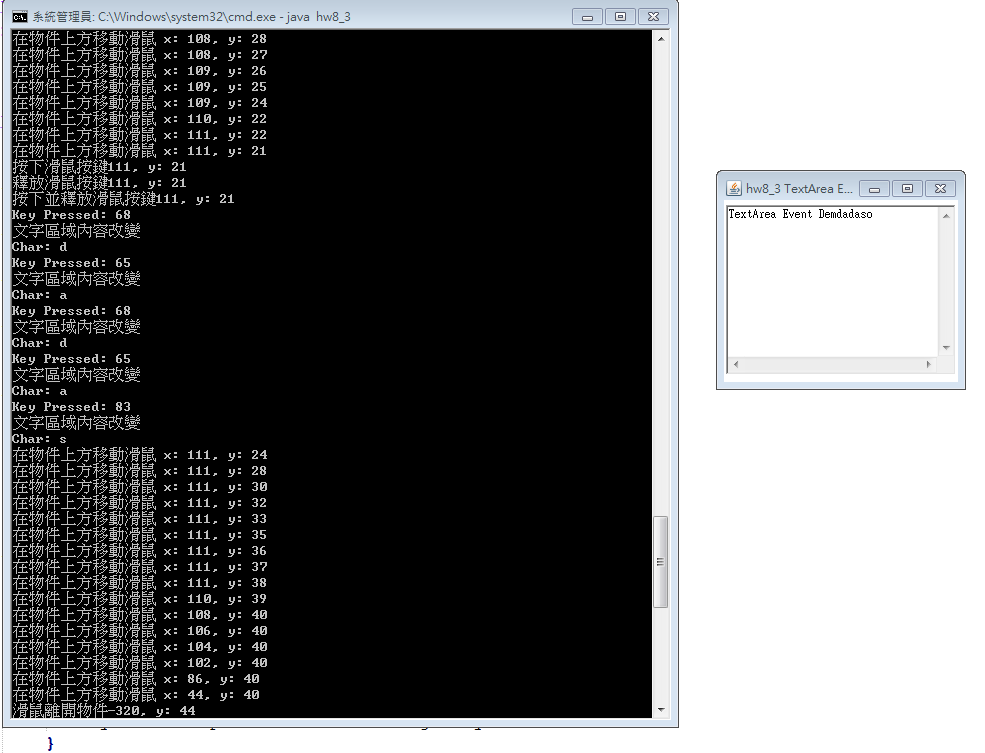 系統管理員: C:\Windows\system32\cmd.exe - java  hw8_3
在物件上方移動滑鼠 x: 108, y: 28
在物件上方移動滑鼠 x: 108, y: 27
在物件上方移動滑鼠 x: 109, y: 26
在物件上方移動滑鼠 x: 109, y: 25
在物件上方移動滑鼠 x: 109, y: 24
在物件上方移動滑鼠 x: 110, y: 22
在物件上方移動滑鼠 x: 111, y: 22
在物件上方移動滑鼠 x: 111, y: 21
按下滑鼠按鍵111, y: 21
釋放滑鼠按鍵111, y: 21
按下並釋放滑鼠按鍵111, y: 21
Key Pressed: 68
文字區域內容改變
Char: d
Key Pressed: 65
文字區域內容改變
Char: a
Key Pressed: 68
文字區域內容改變
Char: d
Key Pressed: 65
文字區域內容改變
Char: a
Key Pressed: 83
文字區域內容改變
Char: s
在物件上方移動滑鼠 x: 111, y: 24
在物件上方移動滑鼠 x: 111, y: 28
在物件上方移動滑鼠 x: 111, y: 30
在物件上方移動滑鼠 x: 111, y: 32
在物件上方移動滑鼠 x: 111, y: 33
在物件上方移動滑鼠 x: 111, y: 35
在物件上方移動滑鼠 x: 111, y: 36
在物件上方移動滑鼠 x: 111, y: 37
在物件上方移動滑鼠 x: 111, y: 38
在物件上方移動滑鼠 x: 110, y: 39
在物件上方移動滑鼠 x: 108, y: 40
在物件上方移動滑鼠 x: 106, y: 40
在物件上方移動滑鼠 x: 104, y: 40
在物件上方移動滑鼠 x: 102, y: 40
在物件上方移動滑鼠 x: 86, y: 40
在物件上方移動滑鼠 x: 44, y: 40
滑鼠離開物件-320, y: 44
}
hw8_3 TextArea E...
TextArea Event Demdadaso